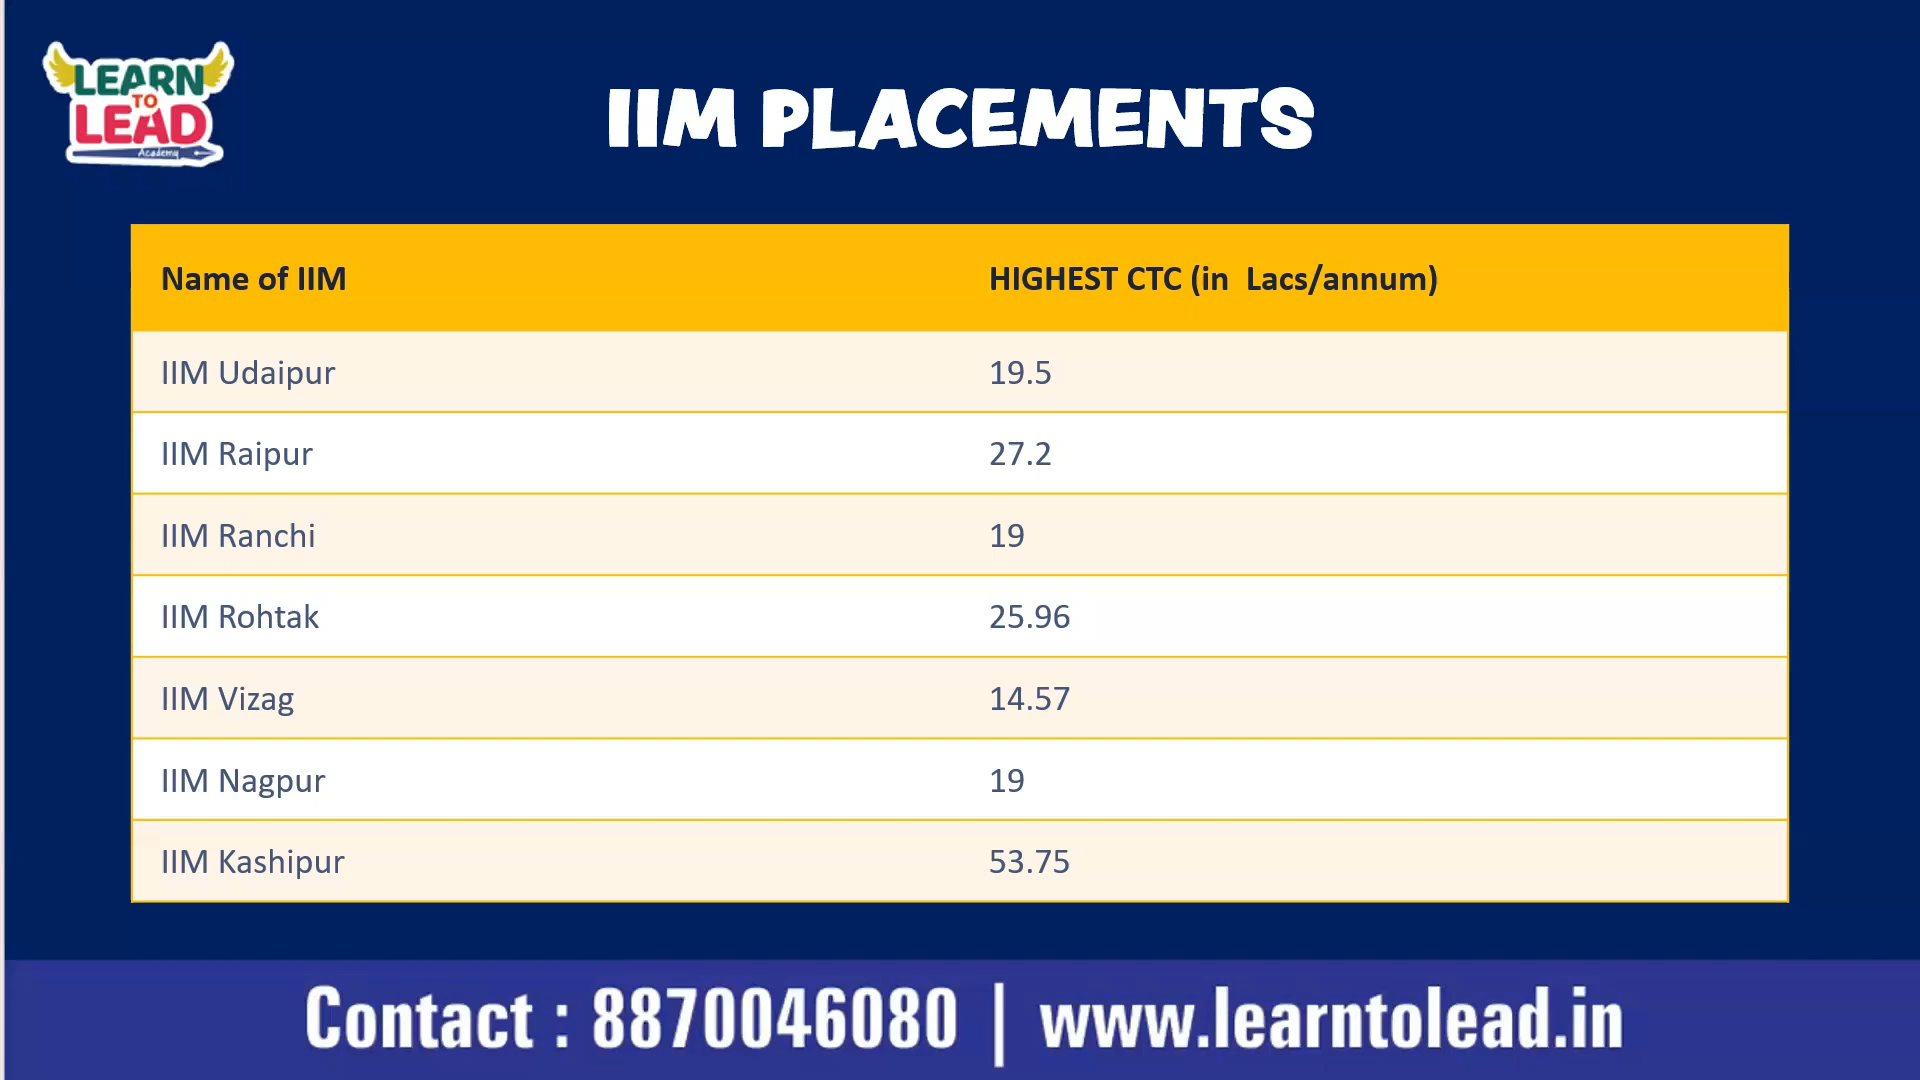 LEARN
TO
LEAD
Academy
IIM PLACEMENTS
Name of IIM HIGHEST CTC (in Lacs/annum)
IIM Udaipur 19.5
IIM Raipur 27.2
IIM Ranchi 19
IIM Rohtak 25.96
IIM Vizag 14.57
IIM Nagpur 19
IIM Kashipur 53.75
Contact : 8870046080 | www.learntolead.in